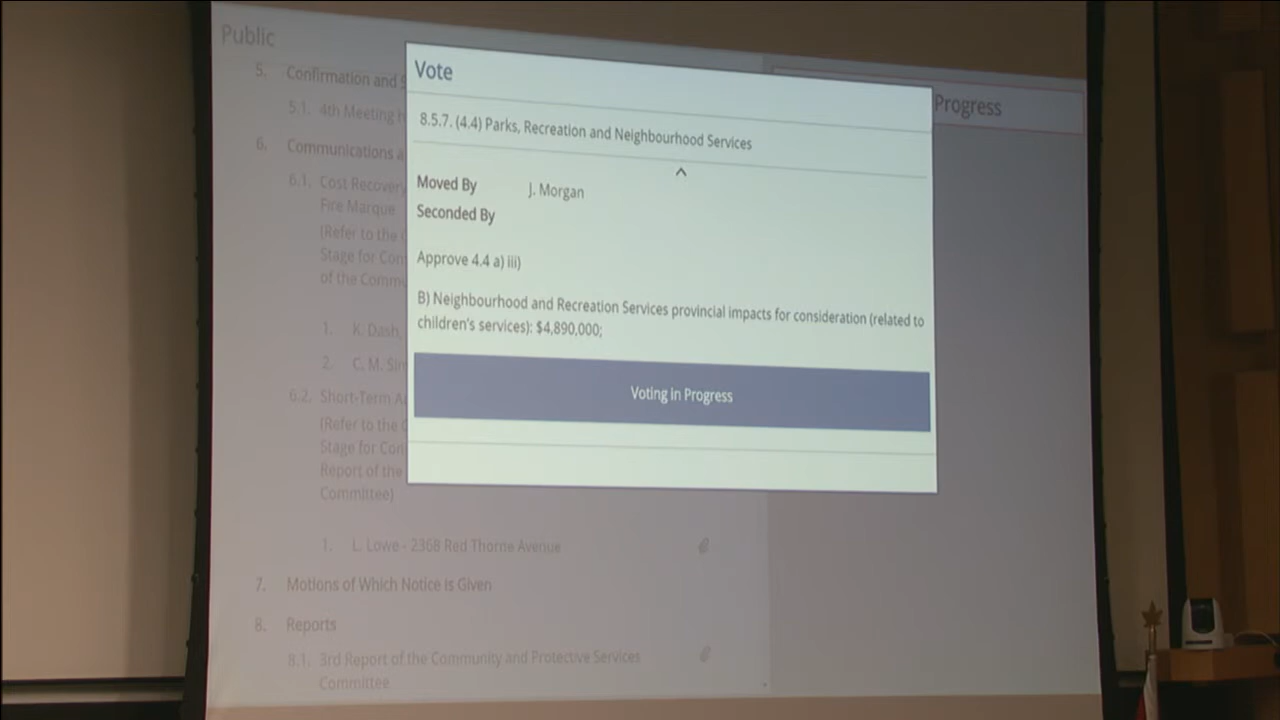 Public
5. Confirmation and
5.1. 4th Meeting
6. Communications a
6.1. Cost Recovery
Fire Marque
(Refer to the
Stage for Con
of the Comm
1. K. Dash
2. C. M.
6.2. Short-Term A
(Refer to the
Stage for Con
Report of the
Committee)
1. L. Lowe - 2368 Red Thorne Avenue
7. Motions of Which Notice is Given
8. Reports
8.1. 3rd Report of the Community and Protective Services
Committee
Vote
8.5.7. (4.4) Parks, Recreation and Neighbourhood Services
Moved By J. Morgan
Seconded By
Approve 4.4 a) iii)
B) Neighbourhood and Recreation Services provincial impacts for consideration (related to
children's services): $4,890,000;
Voting in Progress
Progress